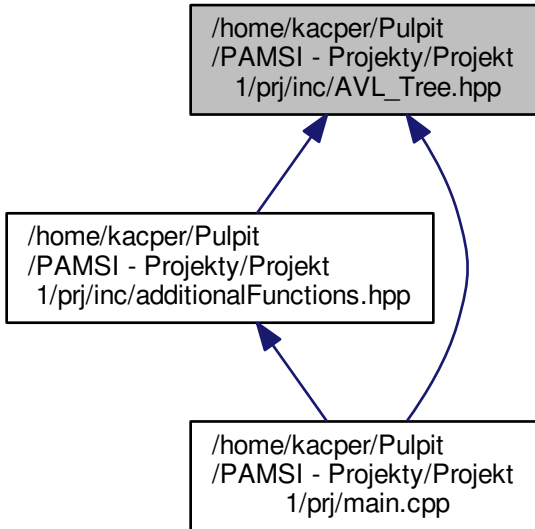 /home/kacper/Pulpit
/PAMSI - Projekty/Projekt
1/prj/inc/AVL_Tree.hpp
/home/kacper/Pulpit
/PAMSI - Projekty/Projekt
1/prj/inc/additionalFunctions.hpp
/home/kacper/Pulpit
/PAMSI - Projekty/Projekt
1/prj/main.cpp